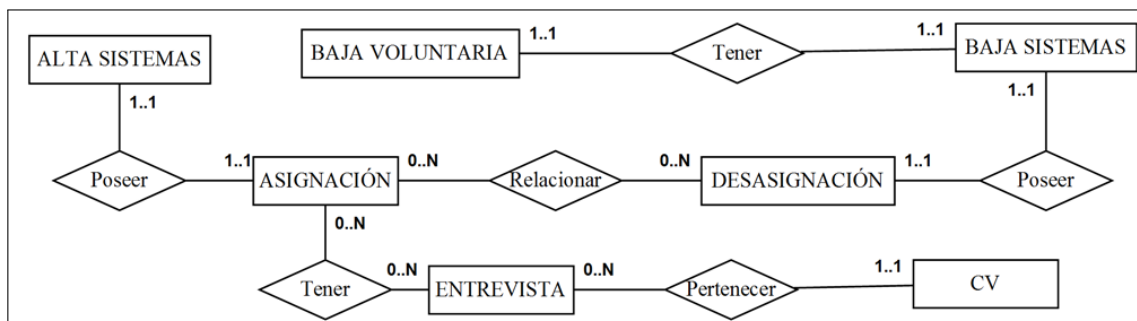 ALTA SISTEMAS
BAJA VOLUNTARIA
1..1
Tener
1..1
BAJA SISTEMAS
1..1
1..1
Poseer
1..1
ASIGNACIÓN
0..N
Relacionar
0..N
DESASIGNACIÓN
1..1
Poseer
0..N
Tener
0..N
ENTREVISTA
0..N
Pertenecer
1..1
CV